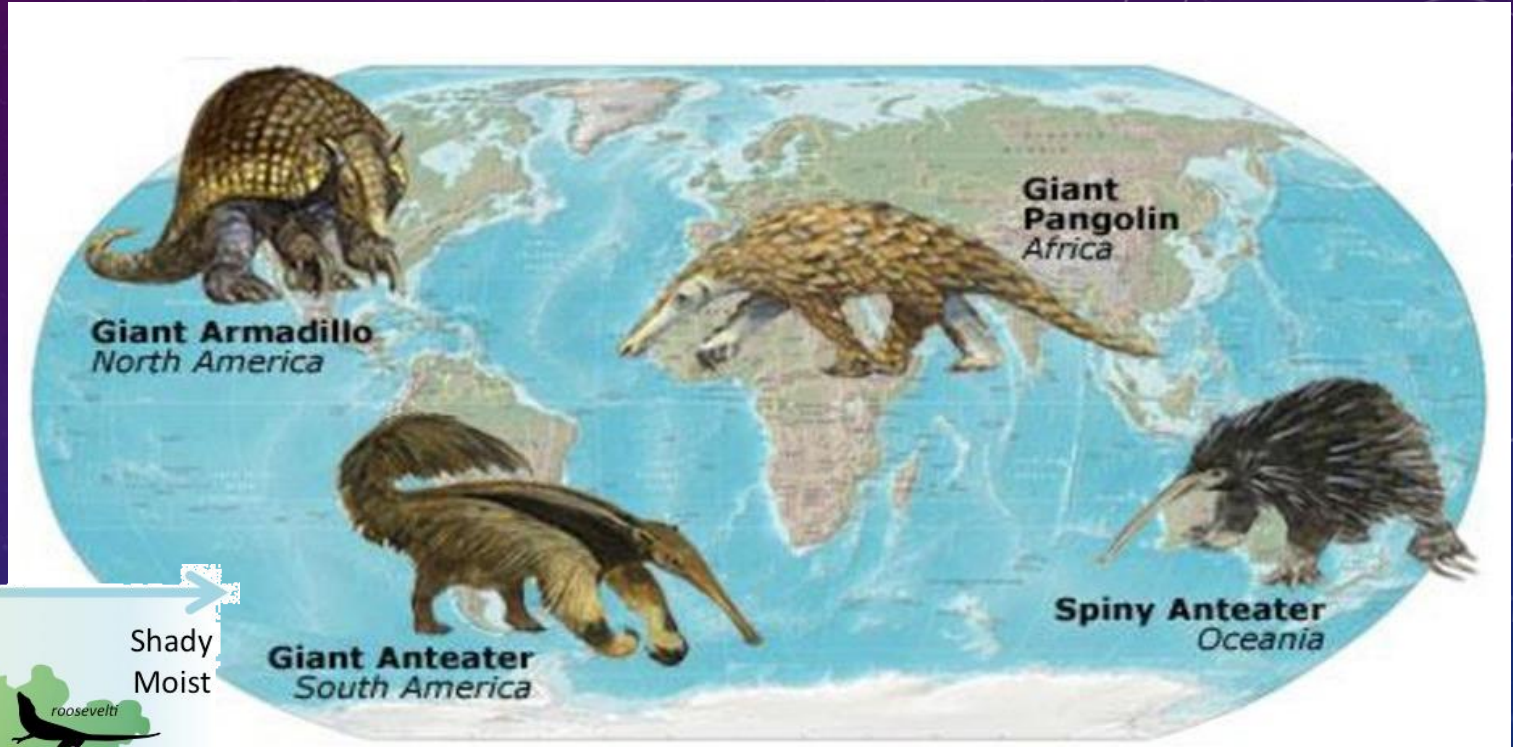 Giant
Pangolin
Africa
Giant Armadillo
North America
Spiny Anteater
Oceania
Giant Anteater
South America
Shady
Moist
roosevelti